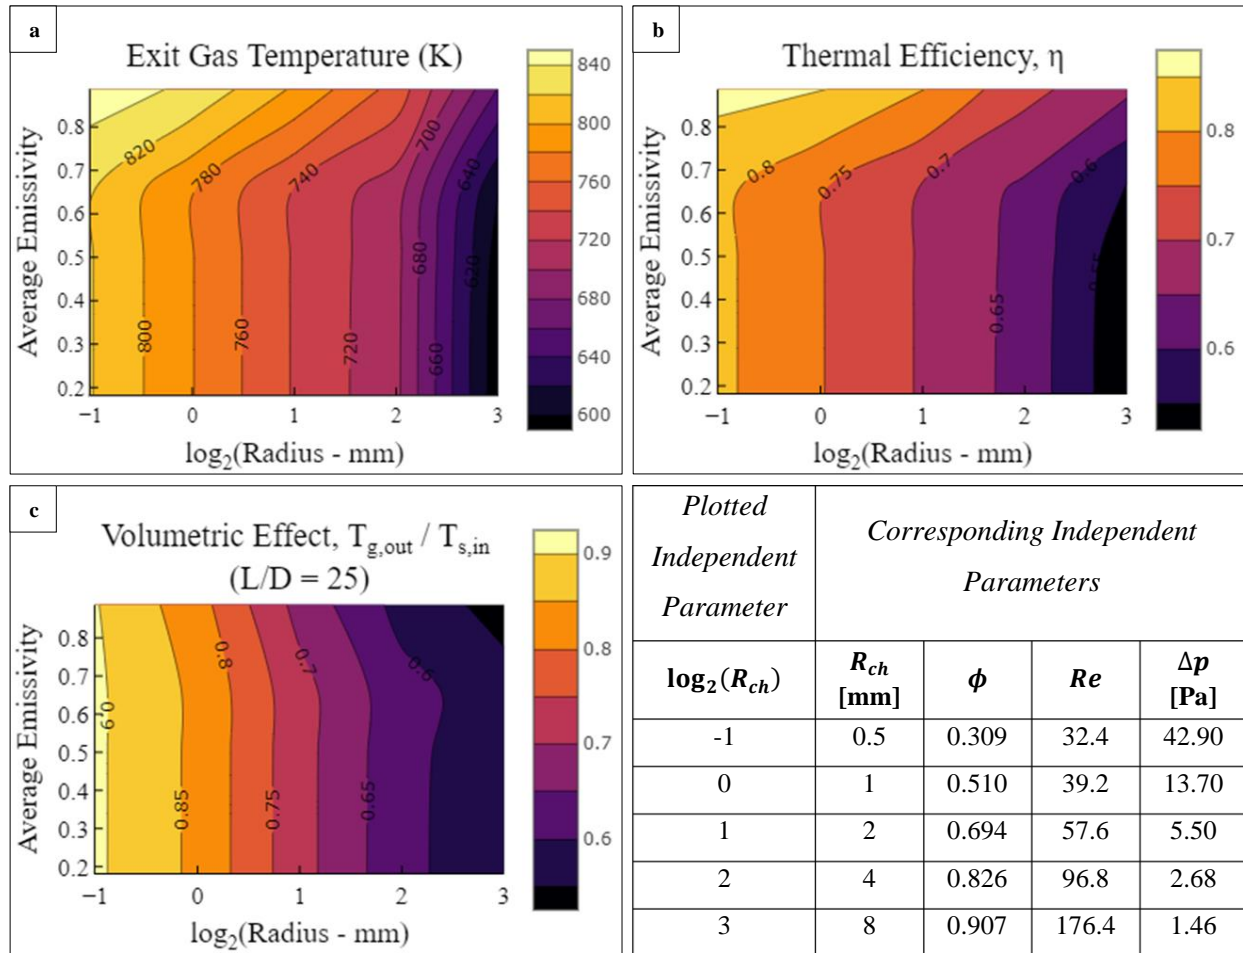 a
Exit Gas Temperature (K)
Average Emissivity
0.8
0.7
0.6
0.5
0.4
0.3
0.2
−1 0 1 2 3
log₂(Radius - mm)
820
780
740
700
640
680
620
800
760
720
660
840
800
760
720
680
640
600
b
Thermal Efficiency, η
Average Emissivity
0.8
0.7
0.6
0.5
0.4
0.3
0.2
−1 0 1 2 3
log₂(Radius - mm)
0.8
0.75
0.7
0.6
0.55
0.65
0.8
0.7
0.6
c
Volumetric Effect, T_g,out / T_s,in
(L/D = 25)
Average Emissivity
0.8
0.7
0.6
0.5
0.4
0.3
0.2
−1 0 1 2 3
log₂(Radius - mm)
0.9
0.8
0.7
0.6
0.85
0.75
0.65
0.9
0.8
0.7
0.6
Plotted Independent Parameter
Corresponding Independent Parameters
log₂(R_ch) R_ch [mm] ϕ Re Δp [Pa]
-1 0.5 0.309 32.4 42.90
0 1 0.510 39.2 13.70
1 2 0.694 57.6 5.50
2 4 0.826 96.8 2.68
3 8 0.907 176.4 1.46